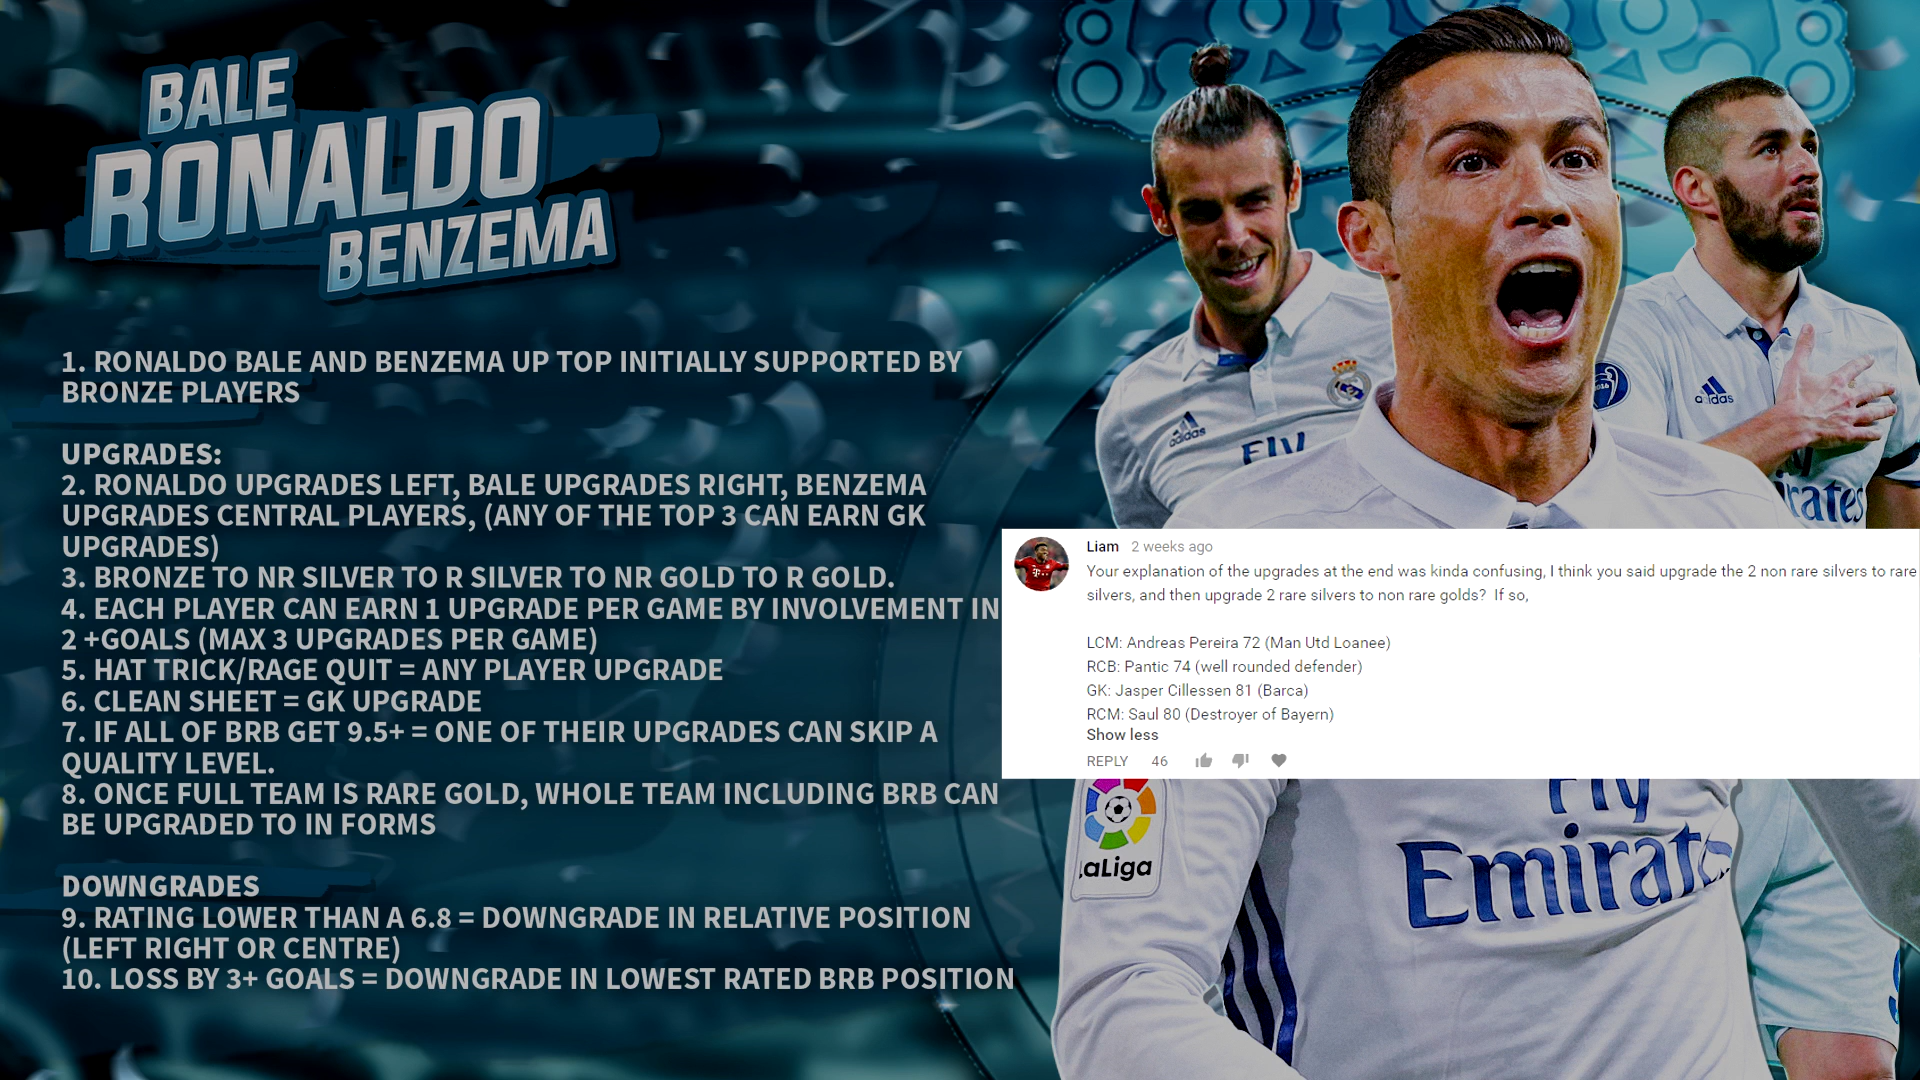 BALE
RONALDO
BENZEMA
1. RONALDO BALE AND BENZEMA UP TOP INITIALLY SUPPORTED BY
BRONZE PLAYERS
UPGRADES:
2. RONALDO UPGRADES LEFT, BALE UPGRADES RIGHT, BENZEMA
UPGRADES CENTRAL PLAYERS, (ANY OF THE TOP 3 CAN EARN GK
UPGRADES)
3. BRONZE TO NR SILVER TO R SILVER TO NR GOLD TO R GOLD.
4. EACH PLAYER CAN EARN 1 UPGRADE PER GAME BY INVOLVEMENT IN
2 +GOALS (MAX 3 UPGRADES PER GAME)
5. HAT TRICK/RAGE QUIT = ANY PLAYER UPGRADE
6. CLEAN SHEET = GK UPGRADE
7. IF ALL OF BRB GET 9.5+ = ONE OF THEIR UPGRADES CAN SKIP A
QUALITY LEVEL.
8. ONCE FULL TEAM IS RARE GOLD, WHOLE TEAM INCLUDING BRB CAN
BE UPGRADED TO IN FORMS
DOWNGRADES
9. RATING LOWER THAN A 6.8 = DOWNGRADE IN RELATIVE POSITION
(LEFT RIGHT OR CENTRE)
10. LOSS BY 3+ GOALS = DOWNGRADE IN LOWEST RATED BRB POSITION
adidas
Fly
adidas
Liam 2 weeks ago
Your explanation of the upgrades at the end was kinda confusing, I think you said upgrade the 2 non rare silvers to rare
silvers, and then upgrade 2 rare silvers to non rare golds? If so,
LCM: Andreas Pereira 72 (Man Utd Loanee)
RCB: Pantic 74 (well rounded defender)
GK: Jasper Cillessen 81 (Barca)
RCM: Saul 80 (Destroyer of Bayern)
Show less
REPLY 46
Fly
Emirates
LaLiga